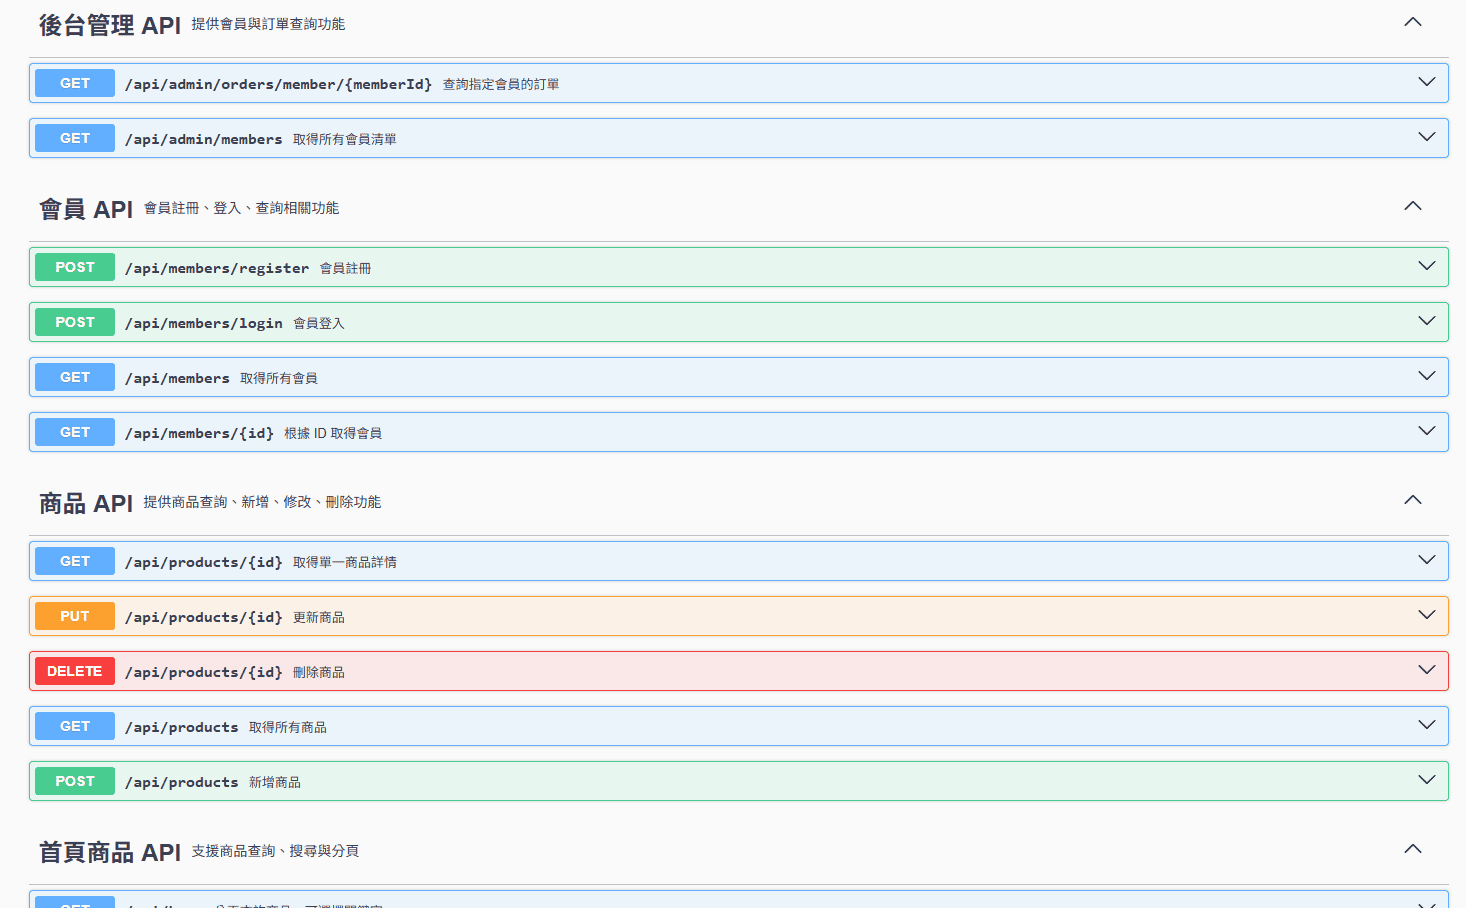 後台管理 API 提供會員與訂單查詢功能
GET /api/admin/orders/member/{memberId} 查詢指定會員的訂單
GET /api/admin/members 取得所有會員清單
會員 API 會員註冊、登入、查詢相關功能
POST /api/members/register 會員註冊
POST /api/members/login 會員登入
GET /api/members 取得所有會員
GET /api/members/{id} 根據 ID 取得會員
商品 API 提供商品查詢、新增、修改、刪除功能
GET /api/products/{id} 取得單一商品詳情
PUT /api/products/{id} 更新商品
DELETE /api/products/{id} 刪除商品
GET /api/products 取得所有商品
POST /api/products 新增商品
首頁商品 API 支援商品查詢、搜尋與分頁
GET